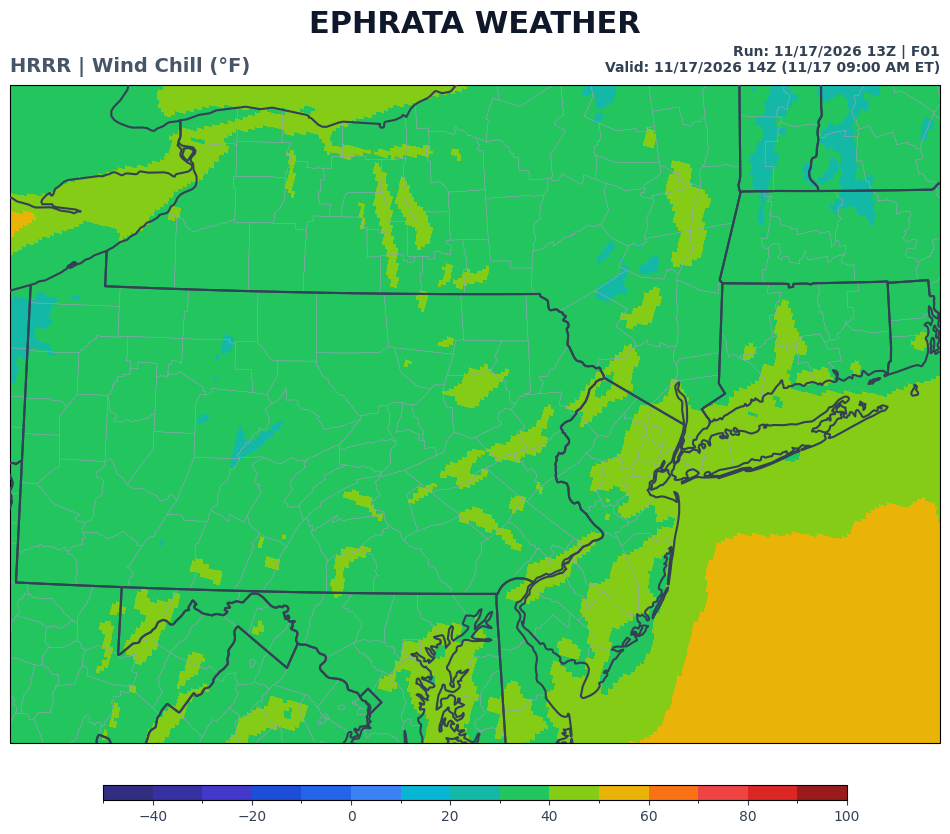 EPHRATA WEATHER
HRRR | Wind Chill (°F)
Run: 11/17/2026 13Z | F01
Valid: 11/17/2026 14Z (11/17 09:00 AM ET)
−40 −20 0 20 40 60 80 100